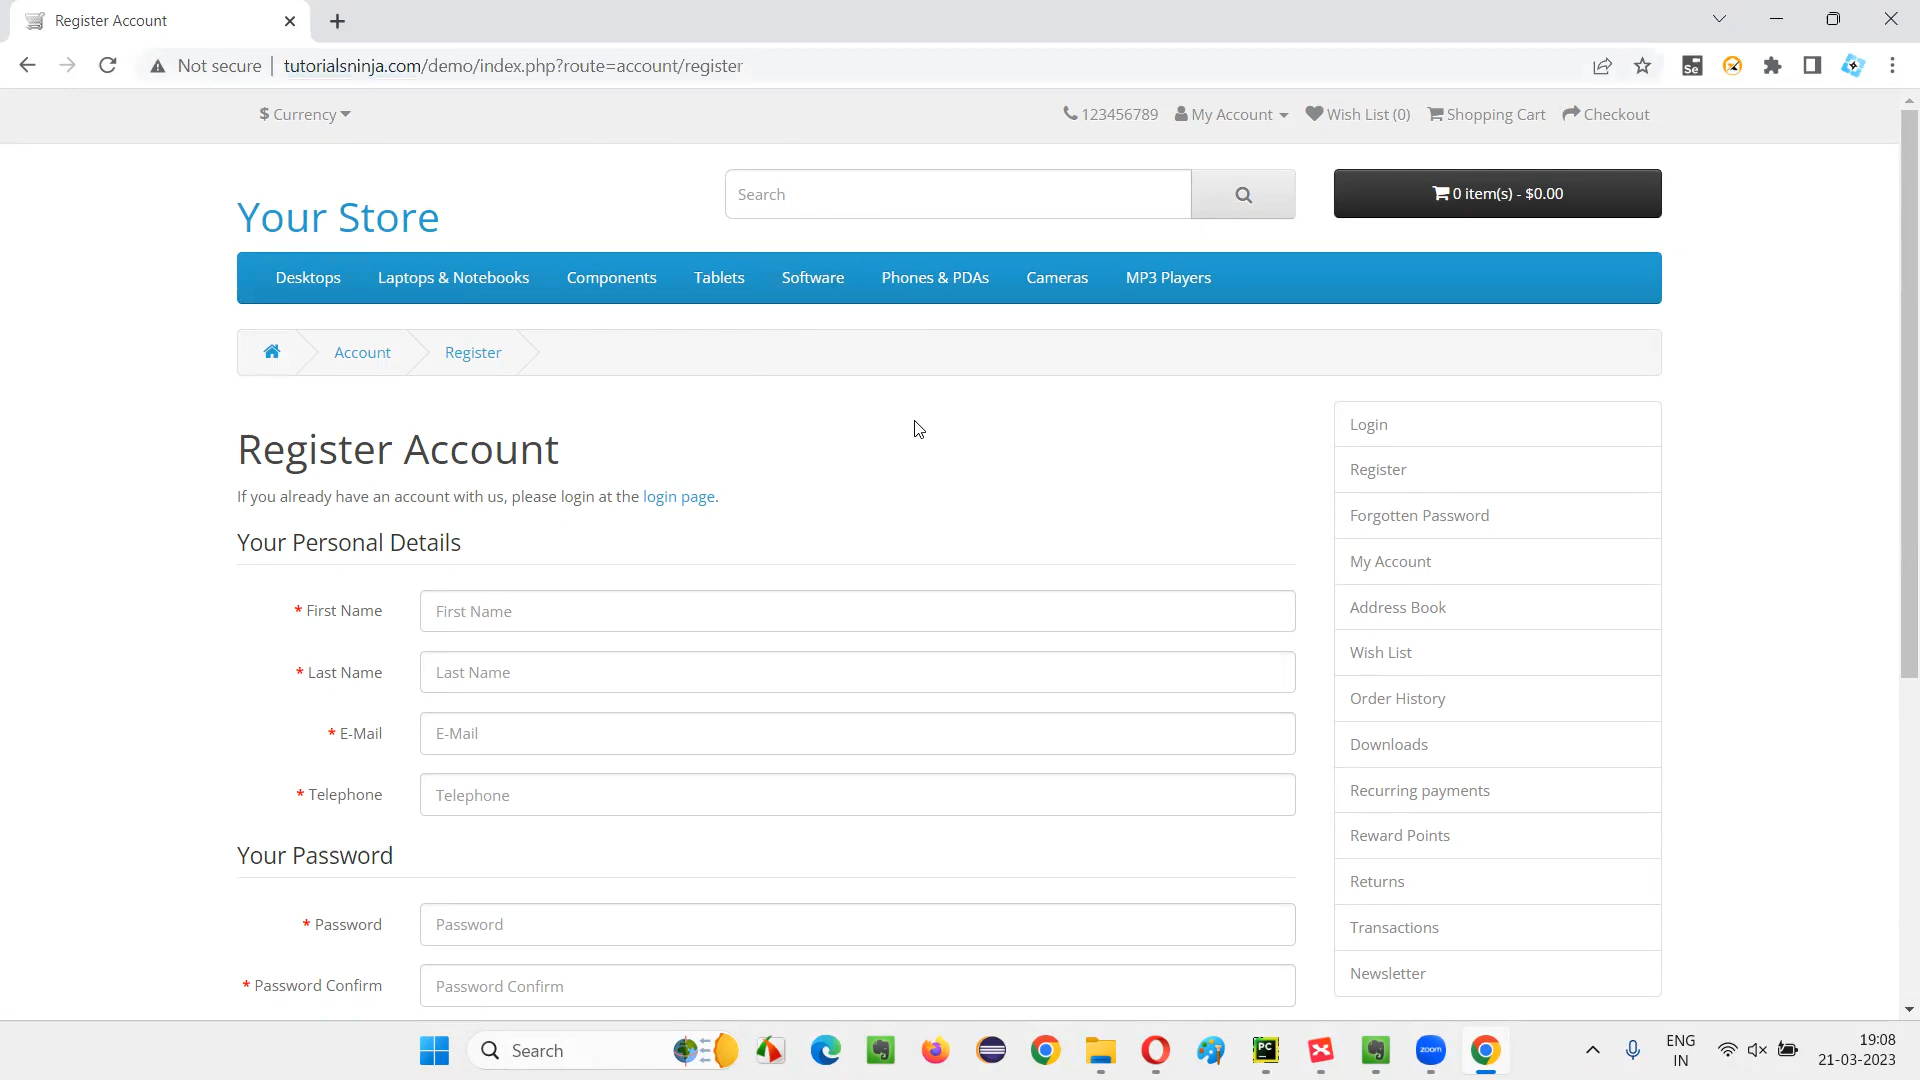 Register Account
Not secure | tutorialsninja.com/demo/index.php?route=account/register
$ Currency
123456789 My Account Wish List (0) Shopping Cart Checkout
Your Store
Search
0 item(s) - $0.00
Desktops Laptops & Notebooks Components Tablets Software Phones & PDAs Cameras MP3 Players
Account Register
Register Account
If you already have an account with us, please login at the login page.
Your Personal Details
* First Name First Name
* Last Name Last Name
* E-Mail E-Mail
* Telephone Telephone
Your Password
* Password Password
* Password Confirm Password Confirm
Login
Register
Forgotten Password
My Account
Address Book
Wish List
Order History
Downloads
Recurring payments
Reward Points
Returns
Transactions
Newsletter
Search
Se
PC
zoom
ENG
IN
19:08
21-03-2023